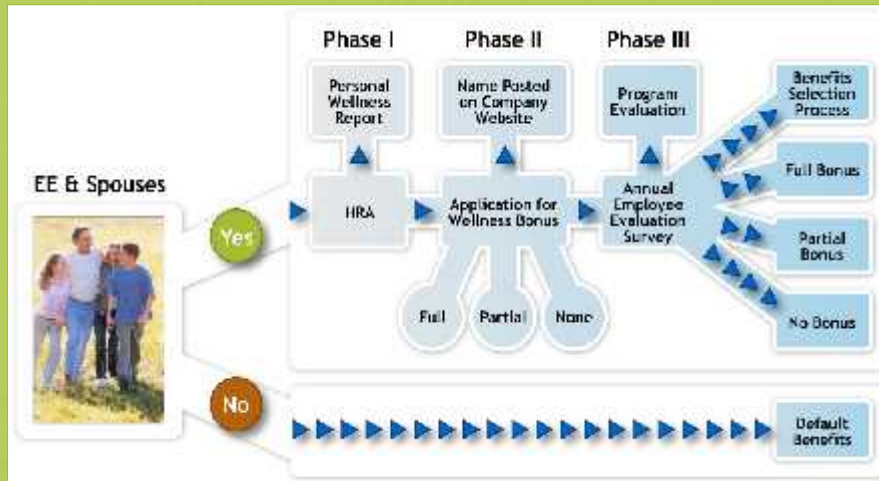 Phase I
Phase II
Phase III
Personal
Wellness
Report
Name Posted
on Company
Website
Program
Evaluation
Benefits
Selection
Process
EE & Spouses
Yes
HRA
Application for
Wellness Bonus
Annual
Employee
Evaluation
Survey
Full Bonus
Partial
Bonus
Full
Partial
None
No Bonus
No
Default
Benefits